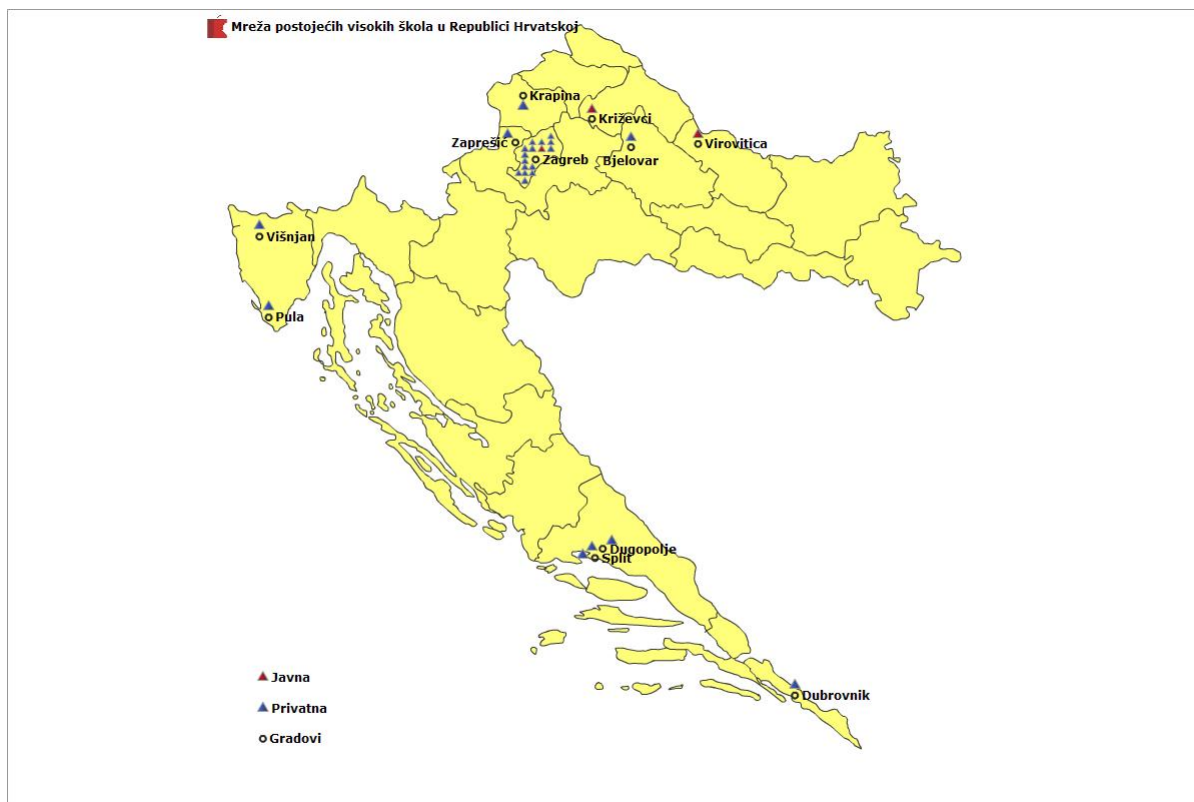 Mreža postojećih visokih škola u Republici Hrvatskoj
Krapina
Križevci
Zaprešić
Zagreb
Bjelovar
Virovitica
Višnjan
Pula
Dugopolje
Split
Dubrovnik
Javna
Privatna
Gradovi